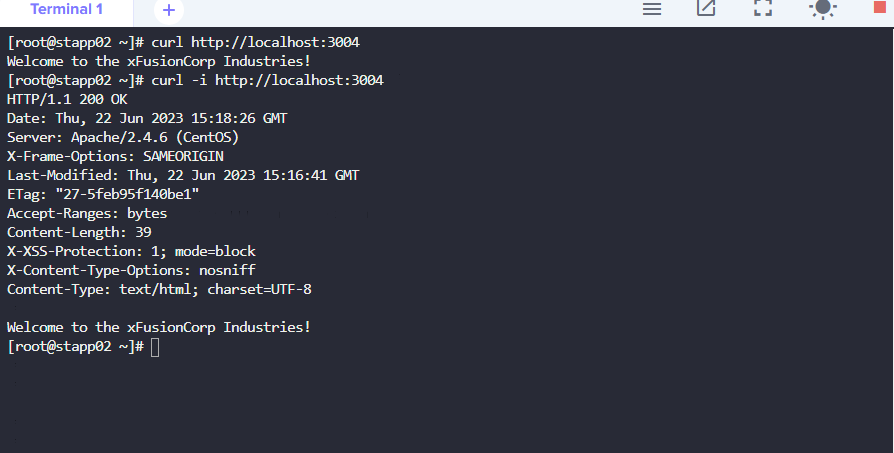 Terminal 1
+
[root@stapp02 ~]# curl http://localhost:3004
Welcome to the xFusionCorp Industries!
[root@stapp02 ~]# curl -i http://localhost:3004
HTTP/1.1 200 OK
Date: Thu, 22 Jun 2023 15:18:26 GMT
Server: Apache/2.4.6 (CentOS)
X-Frame-Options: SAMEORIGIN
Last-Modified: Thu, 22 Jun 2023 15:16:41 GMT
ETag: "27-5feb95f140be1"
Accept-Ranges: bytes
Content-Length: 39
X-XSS-Protection: 1; mode=block
X-Content-Type-Options: nosniff
Content-Type: text/html; charset=UTF-8
Welcome to the xFusionCorp Industries!
[root@stapp02 ~]#